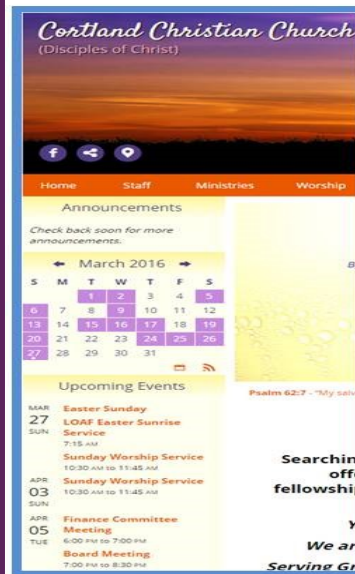 Cortland Christian Church
(Disciples of Christ)
Home Staff Ministries Worship
Announcements
Check back soon for more
announcements.
March 2016
S M T W T F S
1 2 3 4 5
6 7 8 9 10 11 12
13 14 15 16 17 18 19
20 21 22 23 24 25 26
27 28 29 30 31
Upcoming Events
MAR
27
SUN
Easter Sunday
LOAF Easter Sunrise
Service
7:15 AM
Sunday Worship Service
10:30 AM to 11:45 AM
APR
03
SUN
Sunday Worship Service
10:30 AM to 11:45 AM
APR
05
TUE
Finance Committee
Meeting
6:00 PM to 7:00 PM
Board Meeting
7:00 PM to 8:30 PM
B
Psalm 62:7 - "My salv
Searchin
off
fellowship
Y
We ar
Serving Gr